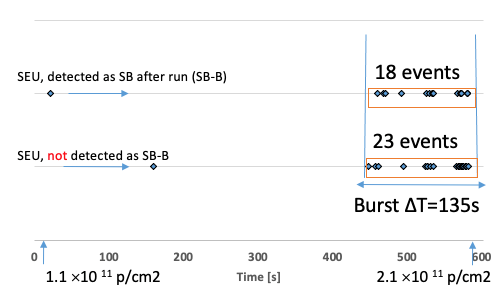 18 events
SEU, detected as SB after run (SB-B)
23 events
SEU, not detected as SB-B
Burst ΔT=135s
0 100 200 300 400 500 600
Time [s]
1.1 ×10 ¹¹ p/cm2 2.1 ×10 ¹¹ p/cm2